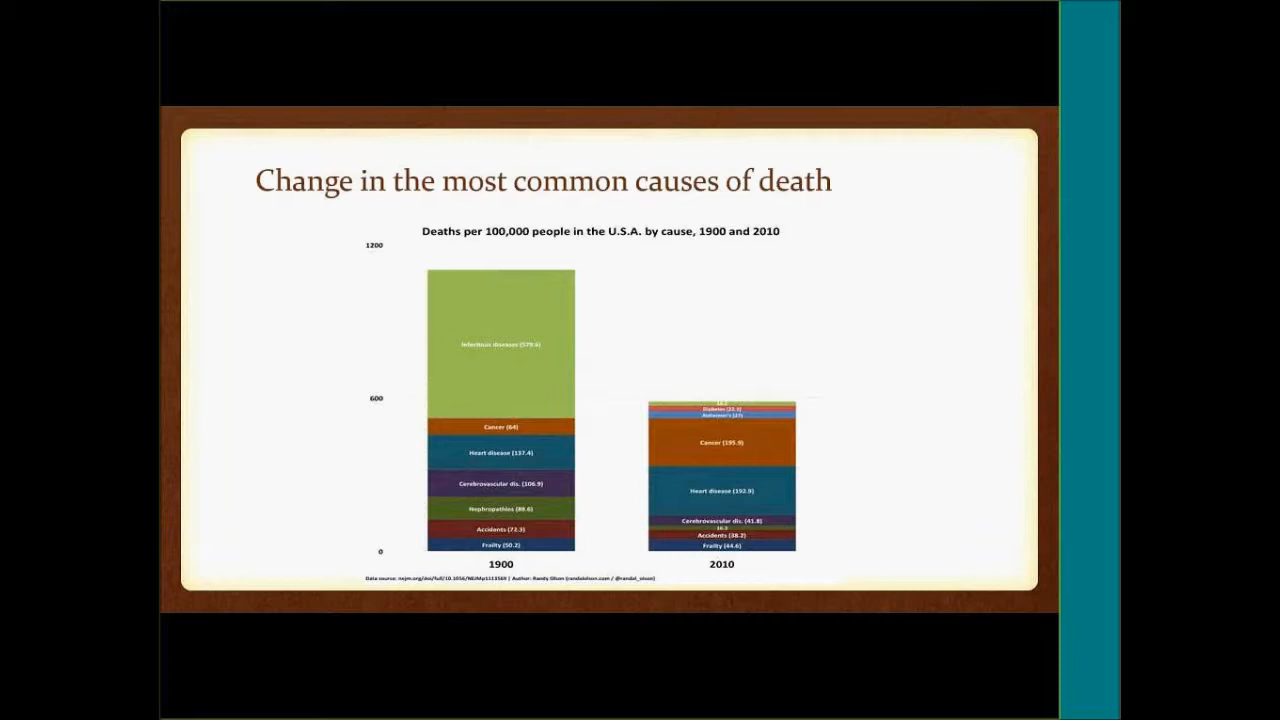 Change in the most common causes of death
Deaths per 100,000 people in the U.S.A. by cause, 1900 and 2010
1200
600
0
Infectious diseases (579.6)
Cancer (64)
Heart disease (137.4)
Cerebrovascular dis. (106.9)
Nephropathies (88.6)
Accidents (72.3)
Frailty (50.2)
1900
Diabetes (22.3)
Alzheimer's (27)
Cancer (195.9)
Heart disease (192.9)
Cerebrovascular dis. (41.8)
16.3
Accidents (38.2)
Frailty (44.6)
2010
Data source: nejm.org/doi/full/10.1056/NEJMp1113569 | Author: Randy Olson (randalolson.com / @randal_olson)